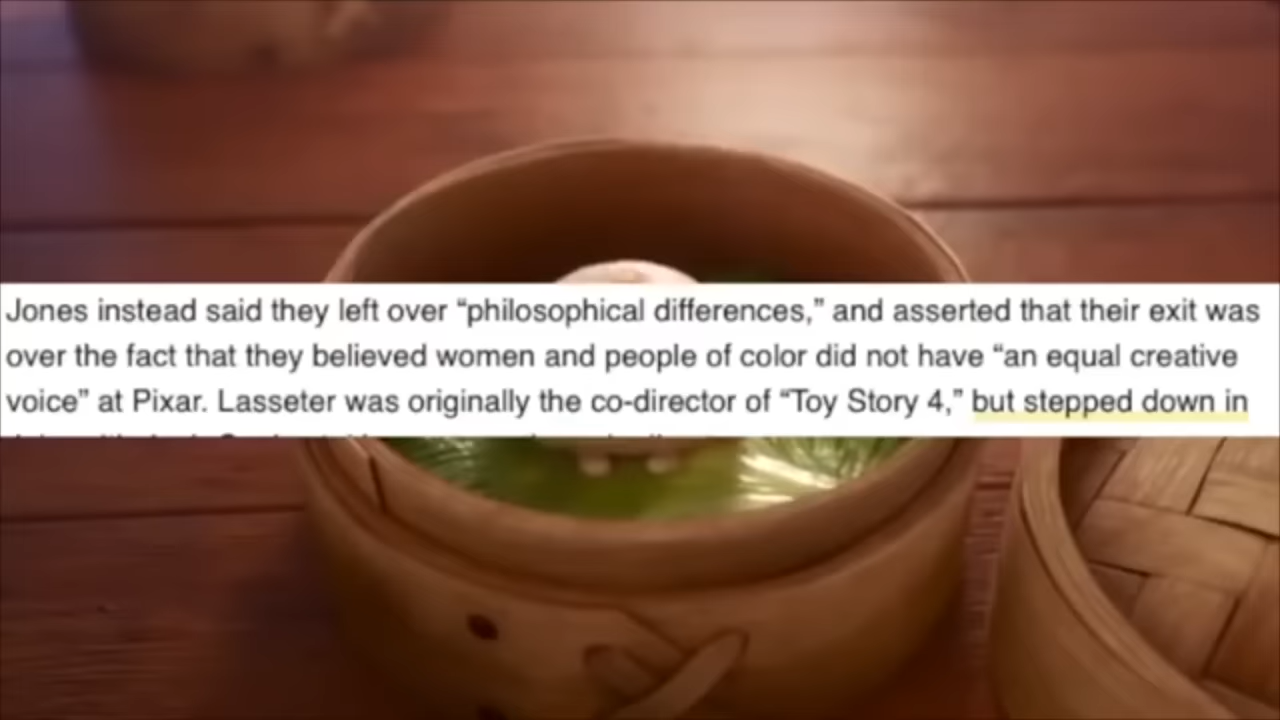 Jones instead said they left over “philosophical differences,” and asserted that their exit was
over the fact that they believed women and people of color did not have “an equal creative
voice” at Pixar. Lasseter was originally the co-director of “Toy Story 4,” but stepped down in